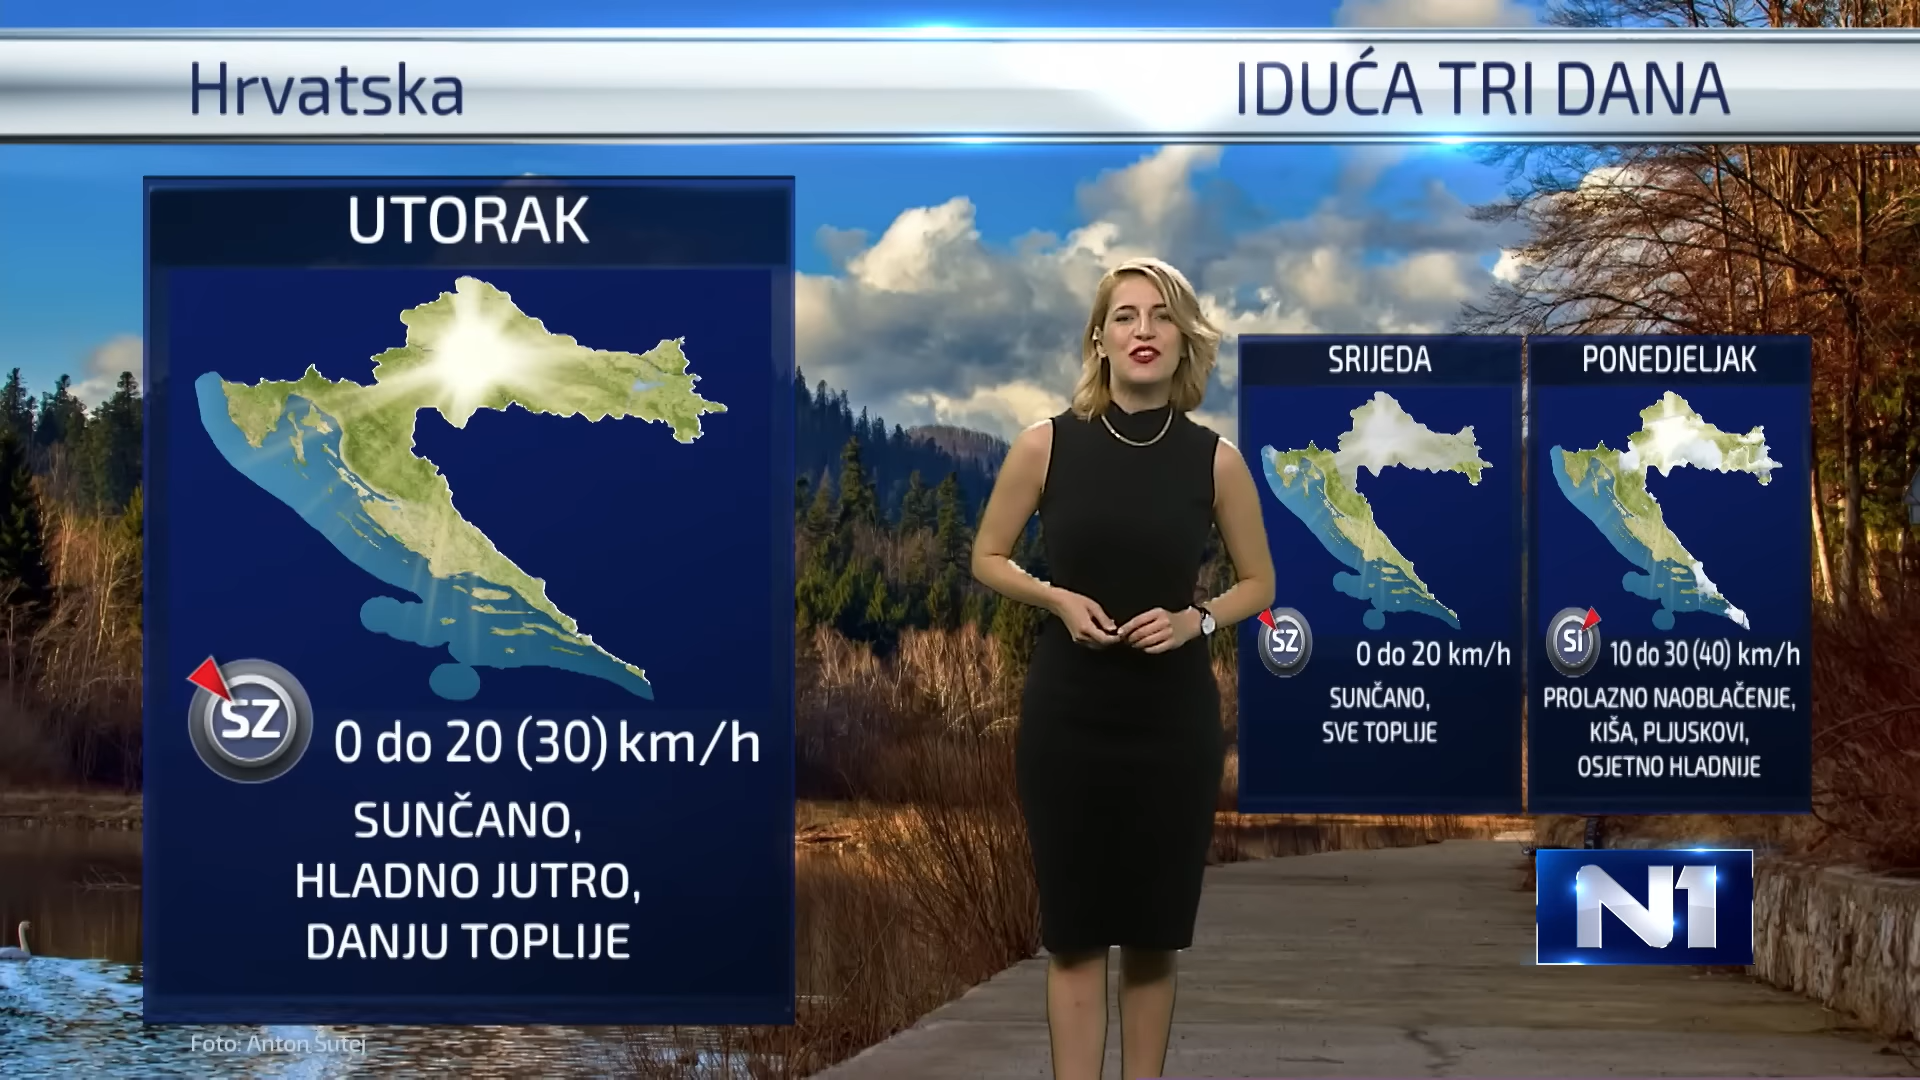 Hrvatska
IDUĆA TRI DANA
UTORAK
SZ
0 do 20 (30) km/h
SUNČANO,
HLADNO JUTRO,
DANJU TOPLIJE
SRIJEDA
SZ
0 do 20 km/h
SUNČANO,
SVE TOPLIJE
PONEDJELJAK
SI
10 do 30 (40) km/h
PROLAZNO NAOBLAČENJE,
KIŠA, PLJUSKOVI,
OSJETNO HLADNIJE
N1
Foto: Anton Sutej